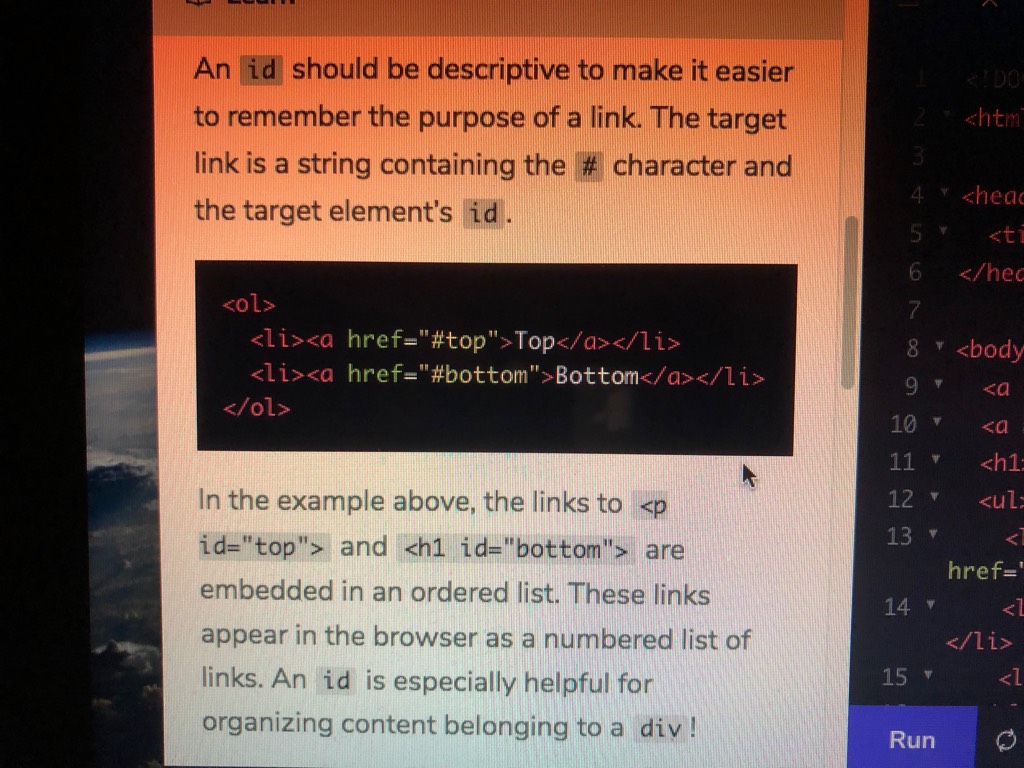 Learn
An id should be descriptive to make it easier
to remember the purpose of a link. The target
link is a string containing the # character and
the target element's id.
<ol>
<li><a href="#top">Top</a></li>
<li><a href="#bottom">Bottom</a></li>
</ol>
In the example above, the links to <p
id="top"> and <h1 id="bottom"> are
embedded in an ordered list. These links
appear in the browser as a numbered list of
links. An id is especially helpful for
organizing content belonging to a div!
1 <!DO
2 <htm
3
4 <head
5 <ti
6 </hea
7
8 <body
9 <a
10 <a
11 <h1
12 <ul
13 <l
href="
14 <l
</li>
15 <l
Run